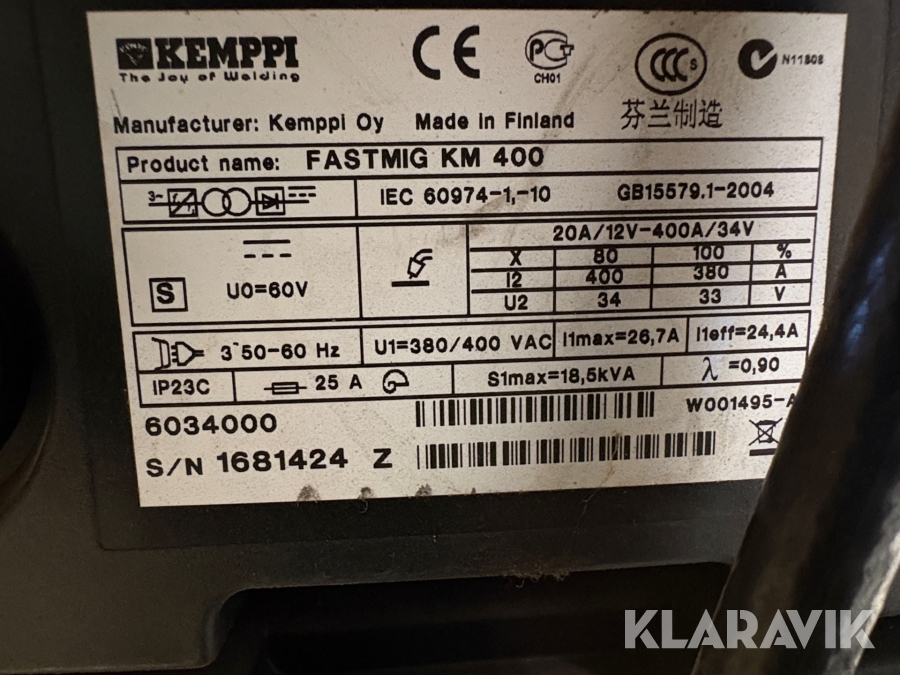 KEMPPI
The Joy of Welding
CE
PCT
CH01
CCC S
N11808
Manufacturer: Kemppi Oy Made in Finland 芬兰制造
Product name: FASTMIG KM 400
3~ IEC 60974-1,-10 GB15579.1-2004
20A/12V-400A/34V
X 80 100 %
I2 400 380 A
U2 34 33 V
S U0=60V
3~50-60 Hz U1=380/400 VAC I1max=26,7A I1eff=24,4A
IP23C 25 A S1max=18,5kVA λ =0,90
6034000 W001495-A
S/N 1681424 Z
KLARAVIK